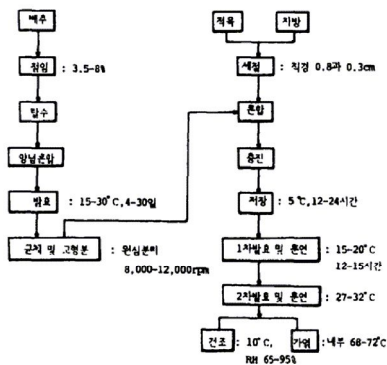 배추
절임 : 3.5-8%
탈수
양념혼합
발효 : 15-30°C,4-30일
균체 및 고형분 : 원심분리
8,000-12,000rpm
적육
지방
세절 : 직경 0.8과 0.3cm
혼합
충진
저장 : 5℃,12-24시간
1차발효 및 훈연 15-20°C
12-15시간
2차발효 및 훈연 : 27-32°C
건조 : 10°C,
RH 65-95%
가열 :내부 68-72°C